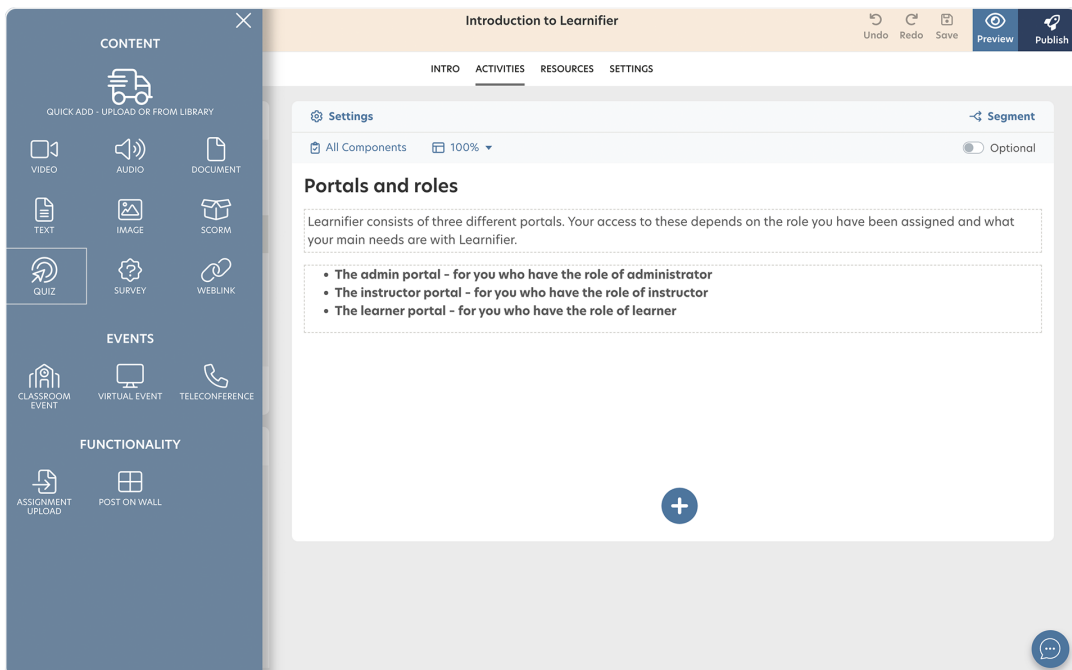 CONTENT
QUICK ADD - UPLOAD OR FROM LIBRARY
VIDEO
AUDIO
DOCUMENT
TEXT
IMAGE
SCORM
QUIZ
SURVEY
WEBLINK
EVENTS
CLASSROOM
EVENT
VIRTUAL EVENT
TELECONFERENCE
FUNCTIONALITY
ASSIGNMENT
UPLOAD
POST ON WALL
Introduction to Learnifier
Undo
Redo
Save
Preview
Publish
INTRO
ACTIVITIES
RESOURCES
SETTINGS
Settings
Segment
All Components
100%
Optional
Portals and roles
Learnifier consists of three different portals. Your access to these depends on the role you have been assigned and what
your main needs are with Learnifier.
• The admin portal – for you who have the role of administrator
• The instructor portal – for you who have the role of instructor
• The learner portal – for you who have the role of learner